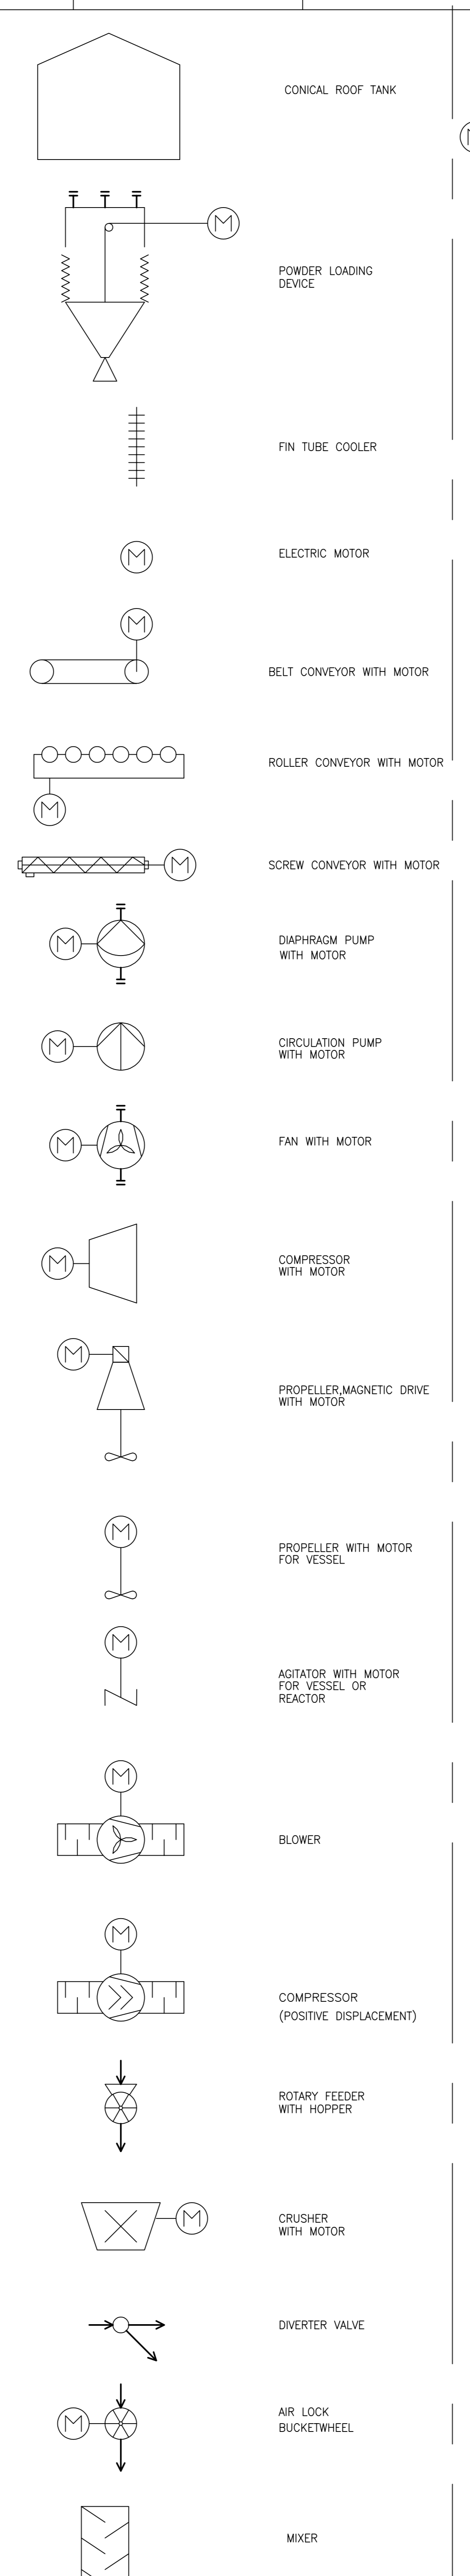 CONICAL ROOF TANK
M
M
POWDER LOADING
DEVICE
FIN TUBE COOLER
M
ELECTRIC MOTOR
M
BELT CONVEYOR WITH MOTOR
ROLLER CONVEYOR WITH MOTOR
M
M
SCREW CONVEYOR WITH MOTOR
M
DIAPHRAGM PUMP
WITH MOTOR
M
CIRCULATION PUMP
WITH MOTOR
M
FAN WITH MOTOR
M
COMPRESSOR
WITH MOTOR
M
PROPELLER,MAGNETIC DRIVE
WITH MOTOR
M
PROPELLER WITH MOTOR
FOR VESSEL
M
AGITATOR WITH MOTOR
FOR VESSEL OR
REACTOR
M
BLOWER
M
COMPRESSOR
(POSITIVE DISPLACEMENT)
ROTARY FEEDER
WITH HOPPER
M
CRUSHER
WITH MOTOR
DIVERTER VALVE
M
AIR LOCK
BUCKETWHEEL
MIXER